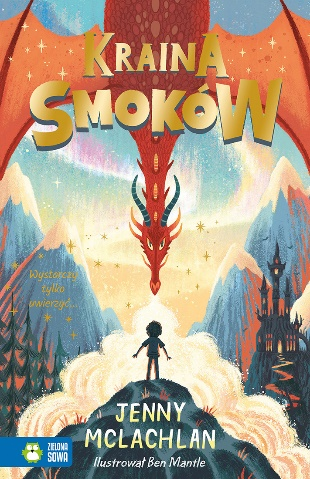 KRAINA
SMOKÓW
Wystarczy
tylko
uwierzyć...
JENNY
MCLACHLAN
Ilustrował Ben Mantle
ZIELONA
SOWA